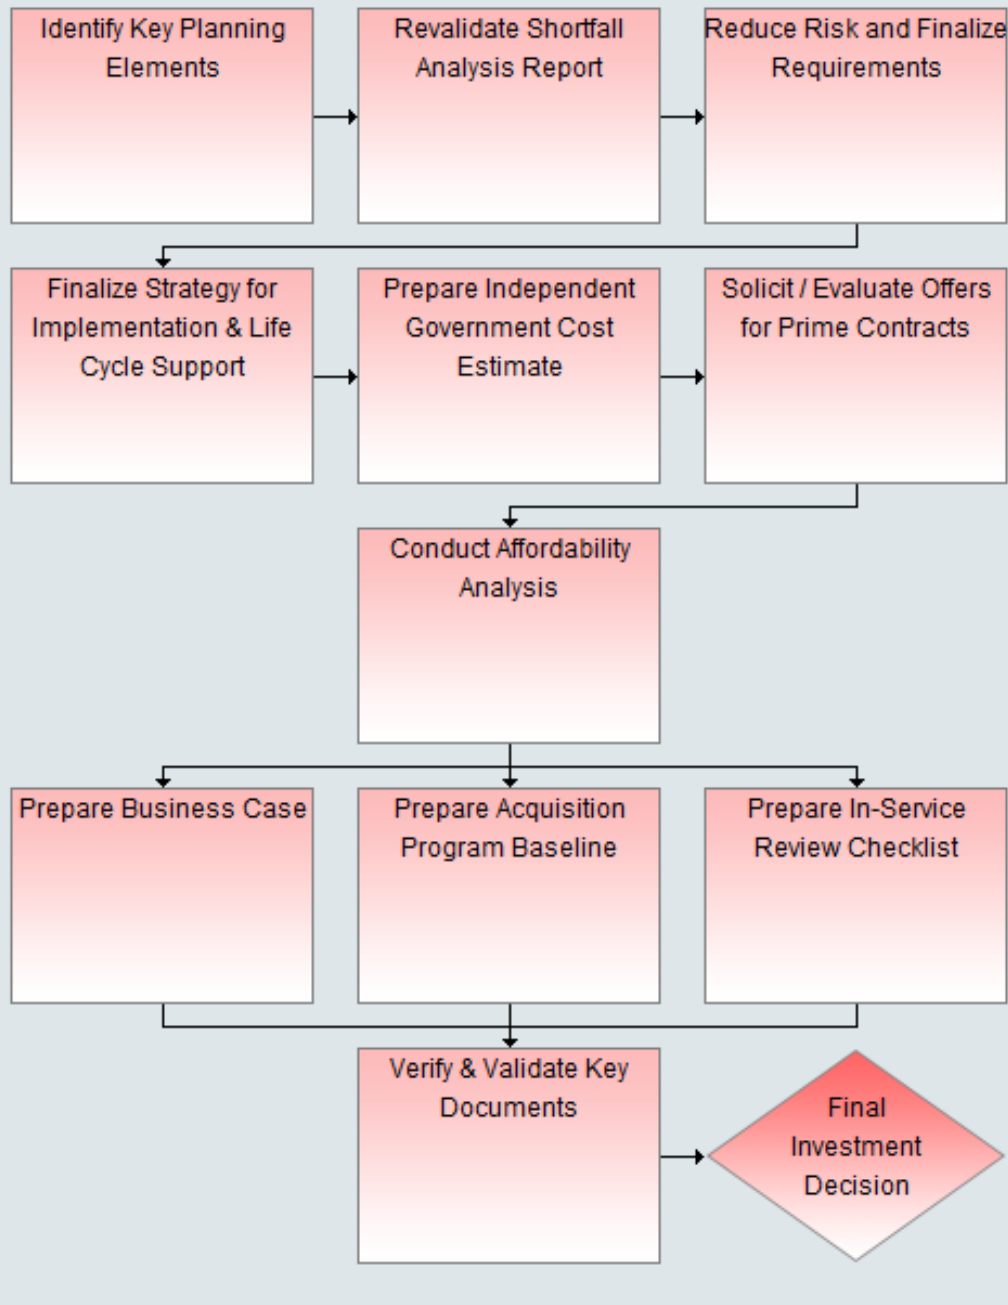 Identify Key Planning
Elements
Revalidate Shortfall
Analysis Report
Reduce Risk and Finalize
Requirements
Finalize Strategy for
Implementation & Life
Cycle Support
Prepare Independent
Government Cost
Estimate
Solicit / Evaluate Offers
for Prime Contracts
Conduct Affordability
Analysis
Prepare Business Case
Prepare Acquisition
Program Baseline
Prepare In-Service
Review Checklist
Verify & Validate Key
Documents
Final
Investment
Decision